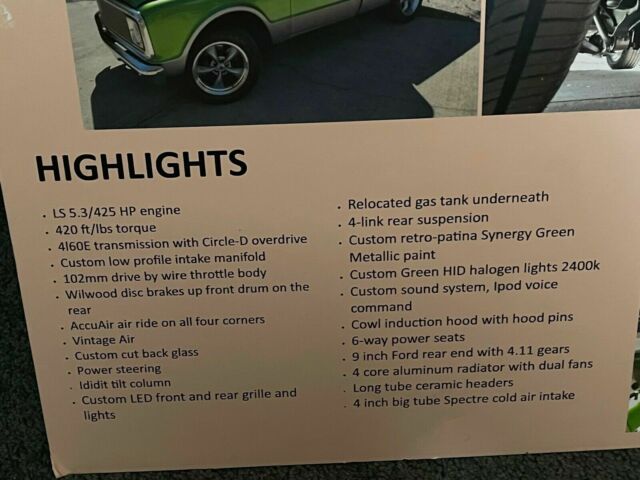 HIGHLIGHTS
. LS 5.3/425 HP engine
. 420 ft/lbs torque
. 4l60E transmission with Circle-D overdrive
. Custom low profile intake manifold
. 102mm drive by wire throttle body
. Wilwood disc brakes up front drum on the
rear
. AccuAir air ride on all four corners
. Vintage Air
. Custom cut back glass
. Power steering
. Ididit tilt column
. Custom LED front and rear grille and
lights
. Relocated gas tank underneath
. 4-link rear suspension
. Custom retro-patina Synergy Green
Metallic paint
. Custom Green HID halogen lights 2400k
. Custom sound system, Ipod voice
command
. Cowl induction hood with hood pins
. 6-way power seats
. 9 inch Ford rear end with 4.11 gears
. 4 core aluminum radiator with dual fans
. Long tube ceramic headers
. 4 inch big tube Spectre cold air intake